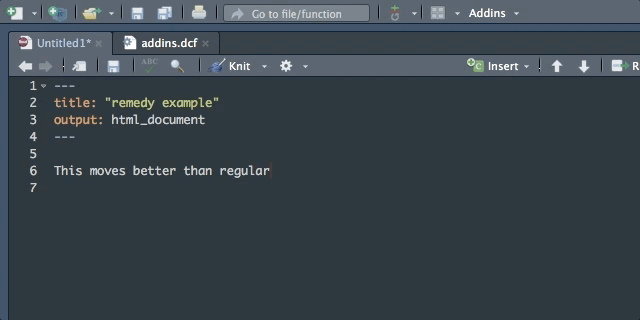 Go to file/function
Addins
Untitled1*
addins.dcf
ABC
Knit
Insert
R
1 ---
2 title: "remedy example"
3 output: html_document
4 ---
5
6 This moves better than regular
7